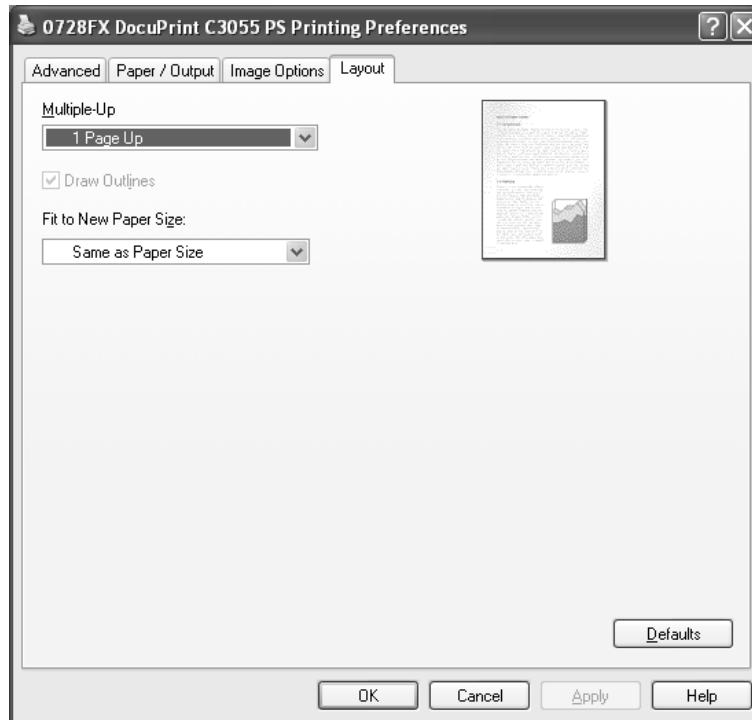 0728FX DocuPrint C3055 PS Printing Preferences
Advanced Paper / Output Image Options Layout
Multiple-Up
1 Page Up
Draw Outlines
Fit to New Paper Size:
Same as Paper Size
Defaults
OK Cancel Apply Help